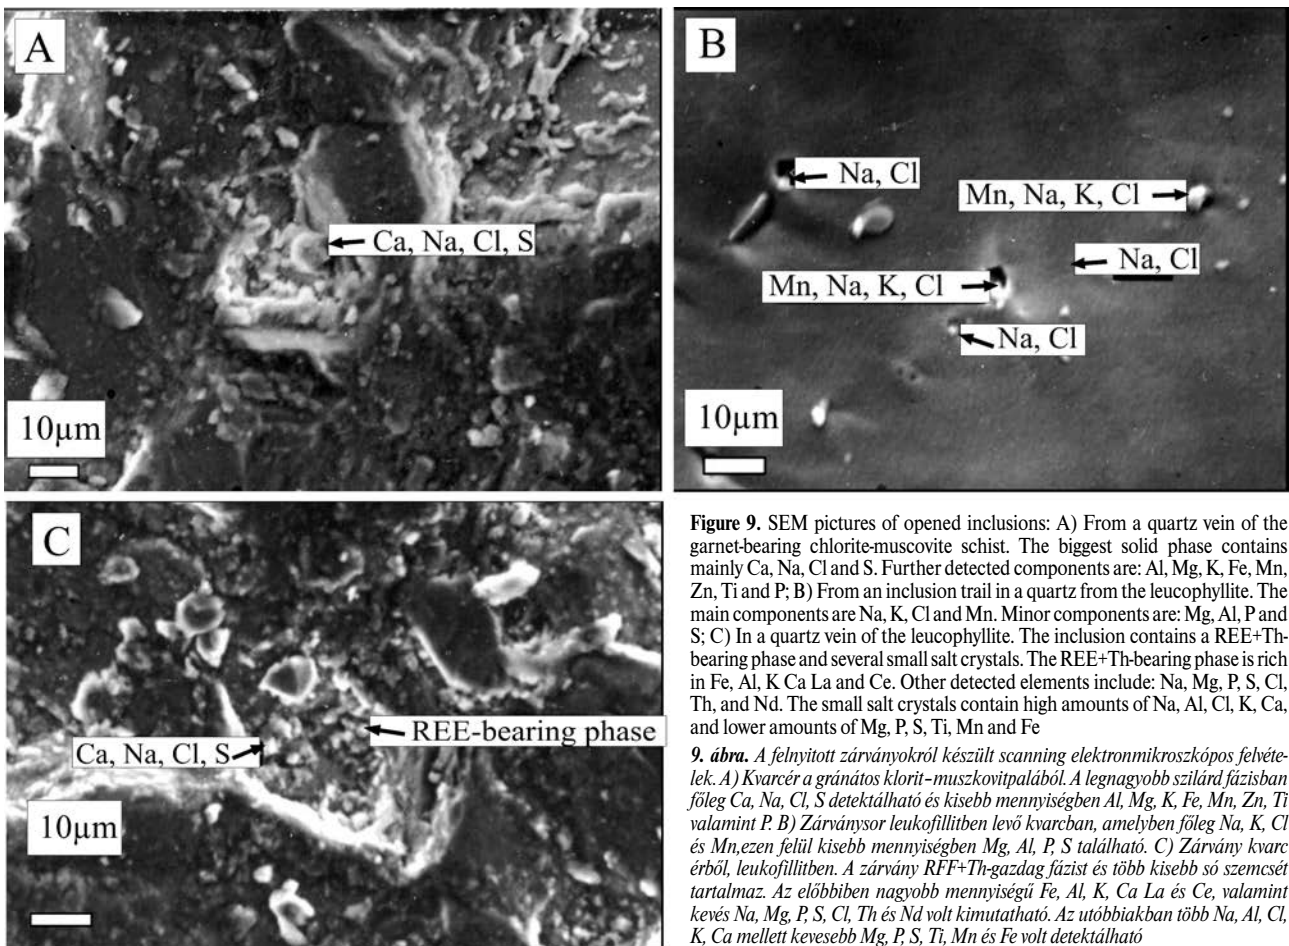 A
Ca, Na, Cl, S
10µm
B
Na, Cl
Mn, Na, K, Cl
Na, Cl
Mn, Na, K, Cl
Na, Cl
10µm
C
REE-bearing phase
Ca, Na, Cl, S
10µm
Figure 9. SEM pictures of opened inclusions: A) From a quartz vein of the
garnet-bearing chlorite-muscovite schist. The biggest solid phase contains
mainly Ca, Na, Cl and S. Further detected components are: Al, Mg, K, Fe, Mn,
Zn, Ti and P; B) From an inclusion trail in a quartz from the leucophyllite. The
main components are Na, K, Cl and Mn. Minor components are: Mg, Al, P and
S; C) In a quartz vein of the leucophyllite. The inclusion contains a REE+Th-
bearing phase and several small salt crystals. The REE+Th-bearing phase is rich
in Fe, Al, K Ca La and Ce. Other detected elements include: Na, Mg, P, S, Cl,
Th, and Nd. The small salt crystals contain high amounts of Na, Al, Cl, K, Ca,
and lower amounts of Mg, P, S, Ti, Mn and Fe
9. ábra. A felnyitott zárványokról készült scanning elektronmikroszkópos felvéte-
lek. A) Kvarcér a gránátos klorit–muszkovitpalából. A legnagyobb szilárd fázisban
főleg Ca, Na, Cl, S detektálható és kisebb mennyiségben Al, Mg, K, Fe, Mn, Zn, Ti
valamint P. B) Zárványsor leukofillitben levő kvarcban, amelyben főleg Na, K, Cl
és Mn,ezen felül kisebb mennyiségben Mg, Al, P, S található. C) Zárvány kvarc
érből, leukofillitben. A zárvány RFF+Th-gazdag fázist és több kisebb só szemcsét
tartalmaz. Az előbbiben nagyobb mennyiségű Fe, Al, K, Ca La és Ce, valamint
kevés Na, Mg, P, S, Cl, Th és Nd volt kimutatható. Az utóbbiakban több Na, Al, Cl,
K, Ca mellett kevesebb Mg, P, S, Ti, Mn és Fe volt detektálható